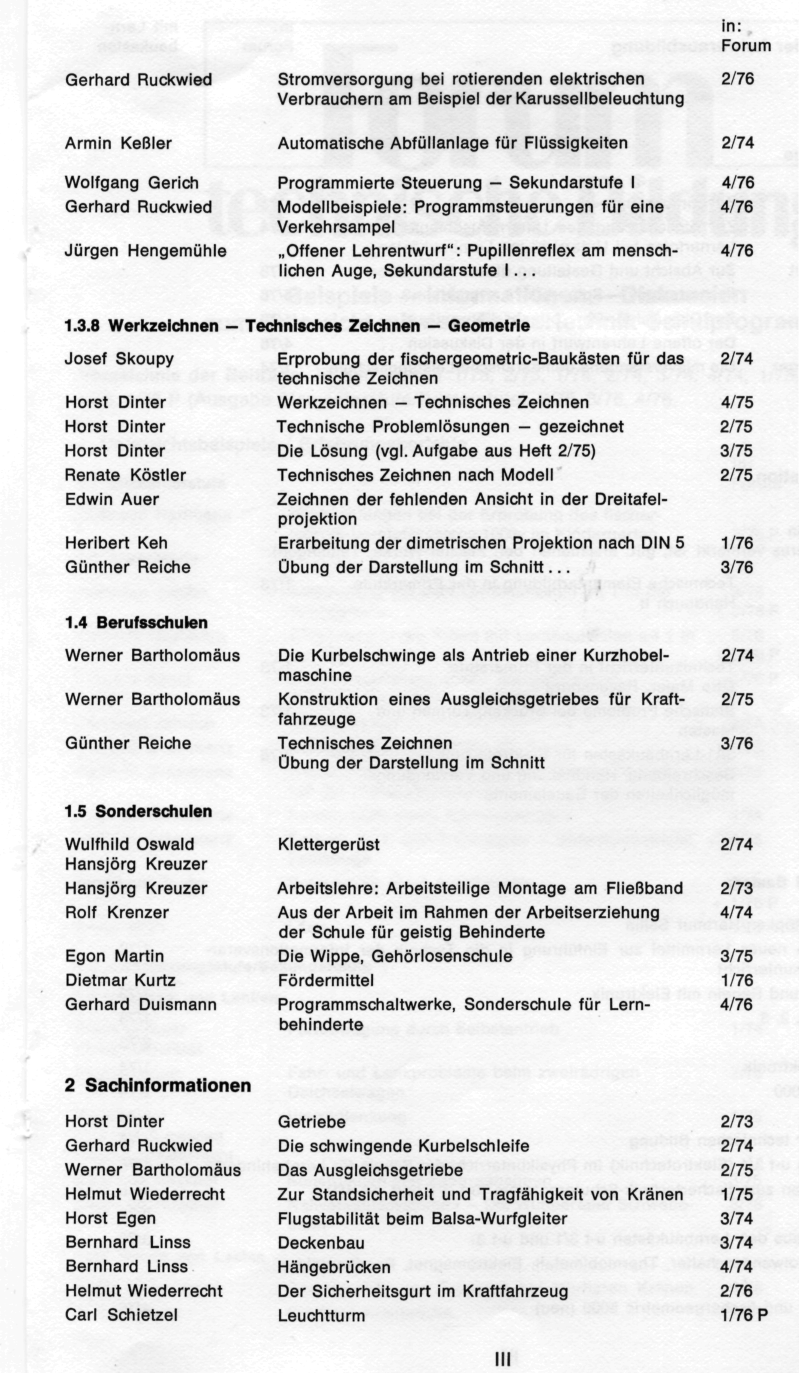 in:
Forum
Gerhard Ruckwied Stromversorgung bei rotierenden elektrischen 2/76
Verbrauchern am Beispiel der Karussellbeleuchtung
Armin Keßler Automatische Abfüllanlage für Flüssigkeiten 2/74
Wolfgang Gerich Programmierte Steuerung — Sekundarstufe I 4/76
Gerhard Ruckwied Modellbeispiele: Programmsteuerungen für eine 4/76
Verkehrsampel
Jürgen Hengemühle „Offener Lehrentwurf“: Pupillenreflex am mensch- 4/76
lichen Auge, Sekundarstufe I...
1.3.8 Werkzeichnen — Technisches Zeichnen — Geometrie
Josef Skoupy Erprobung der fischergeometric-Baukästen für das 2/74
technische Zeichnen
Horst Dinter Werkzeichnen — Technisches Zeichnen 4/75
Horst Dinter Technische Problemlösungen — gezeichnet 2/75
Horst Dinter Die Lösung (vgl. Aufgabe aus Heft 2/75) 3/75
Renate Köstler Technisches Zeichnen nach Modell 2/75
Edwin Auer Zeichnen der fehlenden Ansicht in der Dreitafel-
projektion
Heribert Keh Erarbeitung der dimetrischen Projektion nach DIN 5 1/76
Günther Reiche Übung der Darstellung im Schnitt... 3/76
1.4 Berufsschulen
Werner Bartholomäus Die Kurbelschwinge als Antrieb einer Kurzhobel- 2/74
maschine
Werner Bartholomäus Konstruktion eines Ausgleichsgetriebes für Kraft- 2/75
fahrzeuge
Günther Reiche Technisches Zeichnen 3/76
Übung der Darstellung im Schnitt
1.5 Sonderschulen
Wulfhild Oswald Klettergerüst 2/74
Hansjörg Kreuzer
Hansjörg Kreuzer Arbeitslehre: Arbeitsteilige Montage am Fließband 2/73
Rolf Krenzer Aus der Arbeit im Rahmen der Arbeitserziehung 4/74
der Schule für geistig Behinderte
Egon Martin Die Wippe, Gehörlosenschule 3/75
Dietmar Kurtz Fördermittel 1/76
Gerhard Duismann Programmschaltwerke, Sonderschule für Lern- 4/76
behinderte
2 Sachinformationen
Horst Dinter Getriebe 2/73
Gerhard Ruckwied Die schwingende Kurbelschleife 2/74
Werner Bartholomäus Das Ausgleichsgetriebe 2/75
Helmut Wiederrecht Zur Standsicherheit und Tragfähigkeit von Kränen 1/75
Horst Egen Flugstabilität beim Balsa-Wurfgleiter 3/74
Bernhard Linss Deckenbau 3/74
Bernhard Linss Hängebrücken 4/74
Helmut Wiederrecht Der Sicherheitsgurt im Kraftfahrzeug 2/76
Carl Schietzel Leuchtturm 1/76 P
III